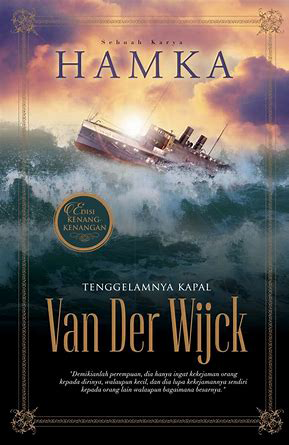 Sebuah Karya
HAMKA
EDISI
KENANG-
KENANGAN
TENGGELAMNYA KAPAL
Van Der Wijck
"Demikianlah perempuan, dia hanya ingat kekejaman orang
kepada dirinya, walaupun kecil, dan dia lupa kekejamannya sendiri
kepada orang lain walaupun bagaimana besarnya."